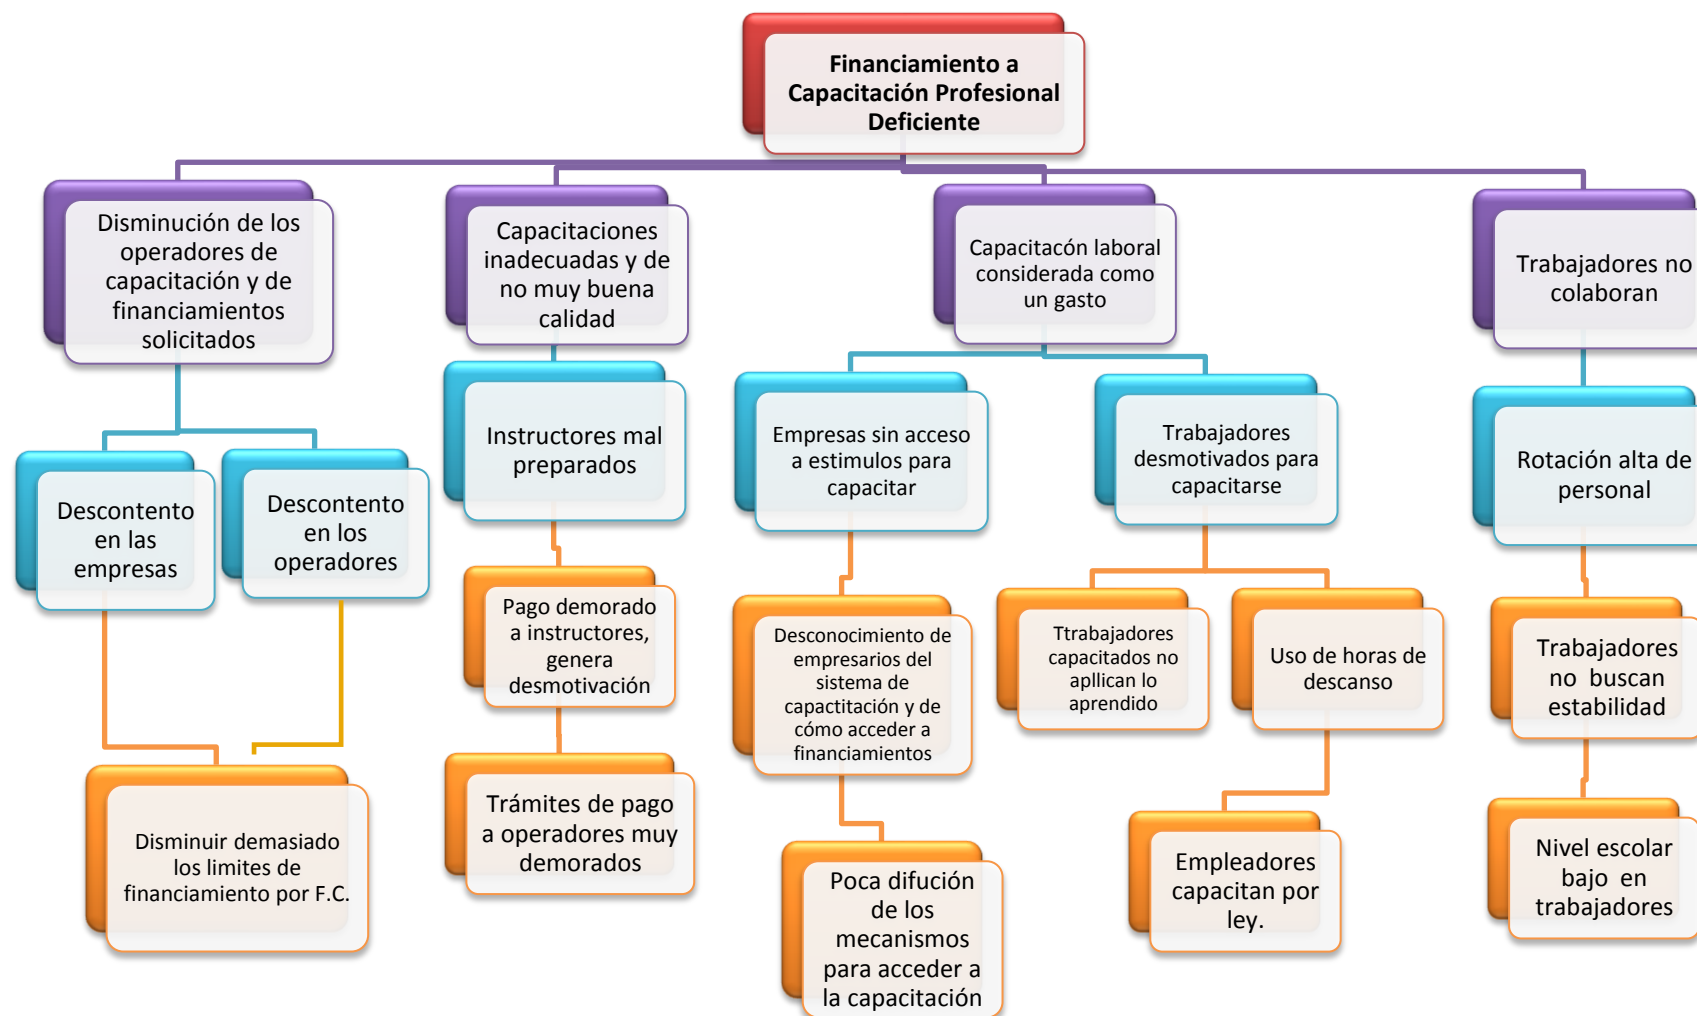 Financiamiento a
Capacitación Profesional
Deficiente
Disminución de los
operadores de
capacitación y de
financiamientos
solicitados
Capacitaciones
inadecuadas y de
no muy buena
calidad
Capacitacón laboral
considerada como
un gasto
Trabajadores no
colaboran
Descontento
en las
empresas
Descontento
en los
operadores
Instructores mal
preparados
Empresas sin acceso
a estimulos para
capacitar
Trabajadores
desmotivados para
capacitarse
Rotación alta de
personal
Disminuir demasiado
los limites de
financiamiento por F.C.
Pago demorado
a instructores,
genera
desmotivación
Trámites de pago
a operadores muy
demorados
Desconocimiento de
empresarios del
sistema de
capactitación y de
cómo acceder a
financiamientos
Poca difución
de los
mecanismos
para acceder a
la capacitación
Ttrabajadores
capacitados no
apllican lo
aprendido
Uso de horas de
descanso
Empleadores
capacitan por
ley.
Trabajadores
no buscan
estabilidad
Nivel escolar
bajo en
trabajadores